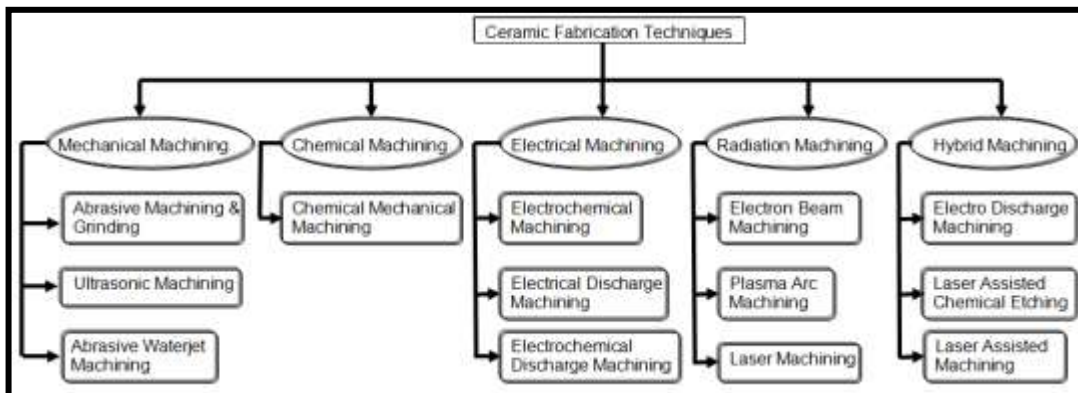 Ceramic Fabrication Techniques
Mechanical Machining
Chemical Machining
Electrical Machining
Radiation Machining
Hybrid Machining
Abrasive Machining &
Grinding
Ultrasonic Machining
Abrasive Waterjet
Machining
Chemical Mechanical
Machining
Electrochemical
Machining
Electrical Discharge
Machining
Electrochemical
Discharge Machining
Electron Beam
Machining
Plasma Arc
Machining
Laser Machining
Electro Discharge
Machining
Laser Assisted
Chemical Etching
Laser Assisted
Machining